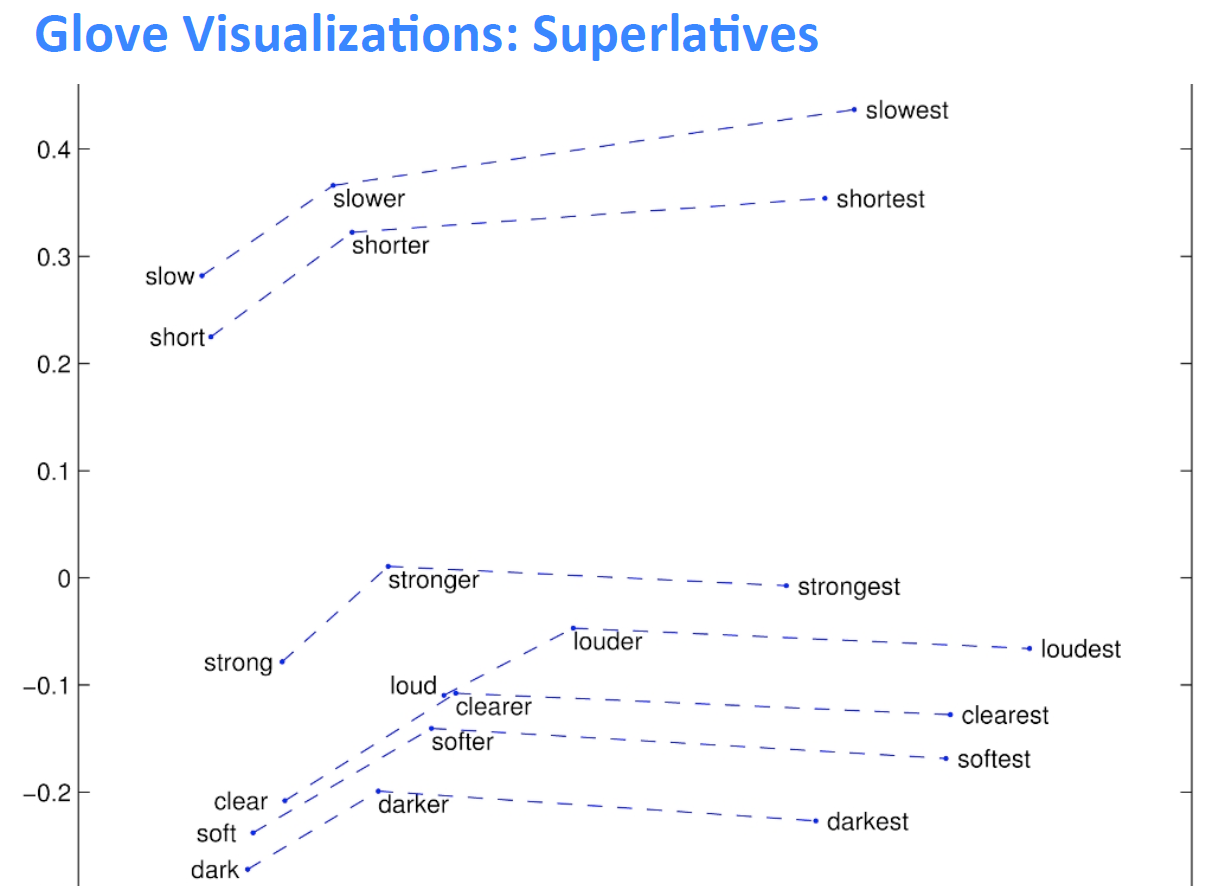 Glove Visualizations: Superlatives
slowest
0.4
slower
shortest
shorter
0.3
slow
short
0.2
0.1
0
stronger
strongest
louder
loudest
strong
loud
−0.1
clearer
clearest
softer
softest
−0.2
clear
darker
darkest
soft
dark